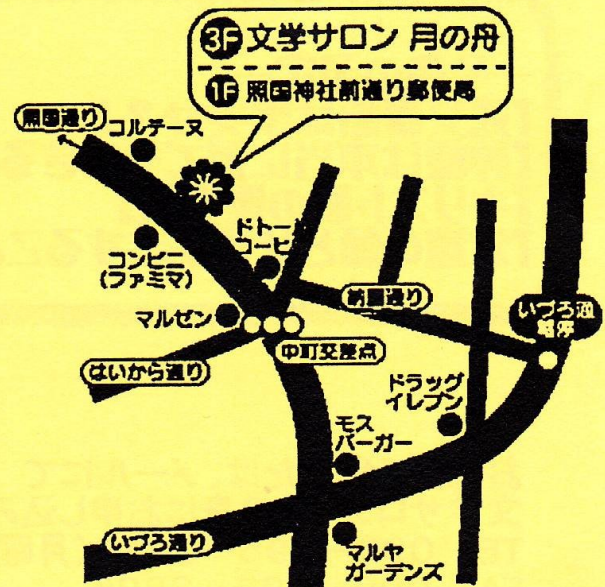 3F 文学サロン 月の舟
1F 照国神社前通り郵便局
照国通り
コルテーヌ
コンビニ
(ファミマ)
ドトール
コーヒー
マルゼン
納屋通り
いづろ通
電停
はいから通り
中町交差点
ドラッグ
イレブン
モス
バーガー
いづろ通り
マルヤ
ガーデンズ